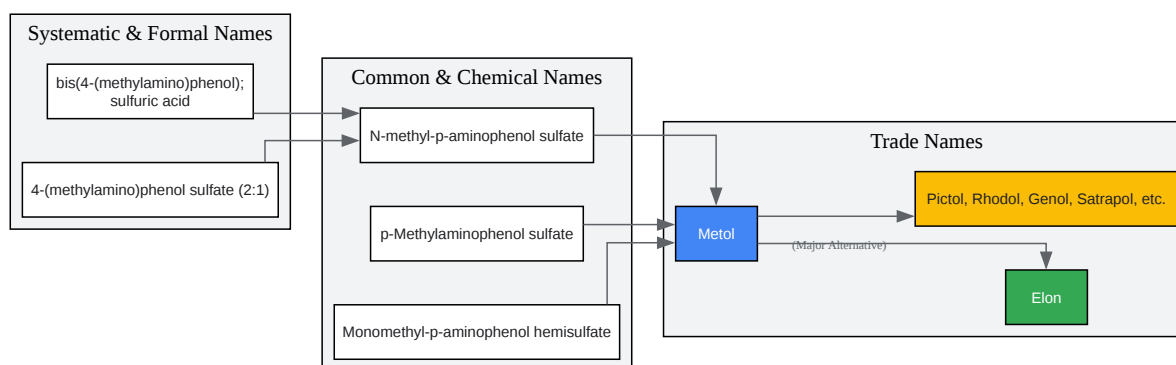 Systematic & Formal Names
bis(4-(methylamino)phenol);
sulfuric acid
4-(methylamino)phenol sulfate (2:1)
Common & Chemical Names
N-methyl-p-aminophenol sulfate
p-Methylaminophenol sulfate
Monomethyl-p-aminophenol hemisulfate
Trade Names
Metol
Pictol, Rhodol, Genol, Satrapol, etc.
(Major Alternative)
Elon